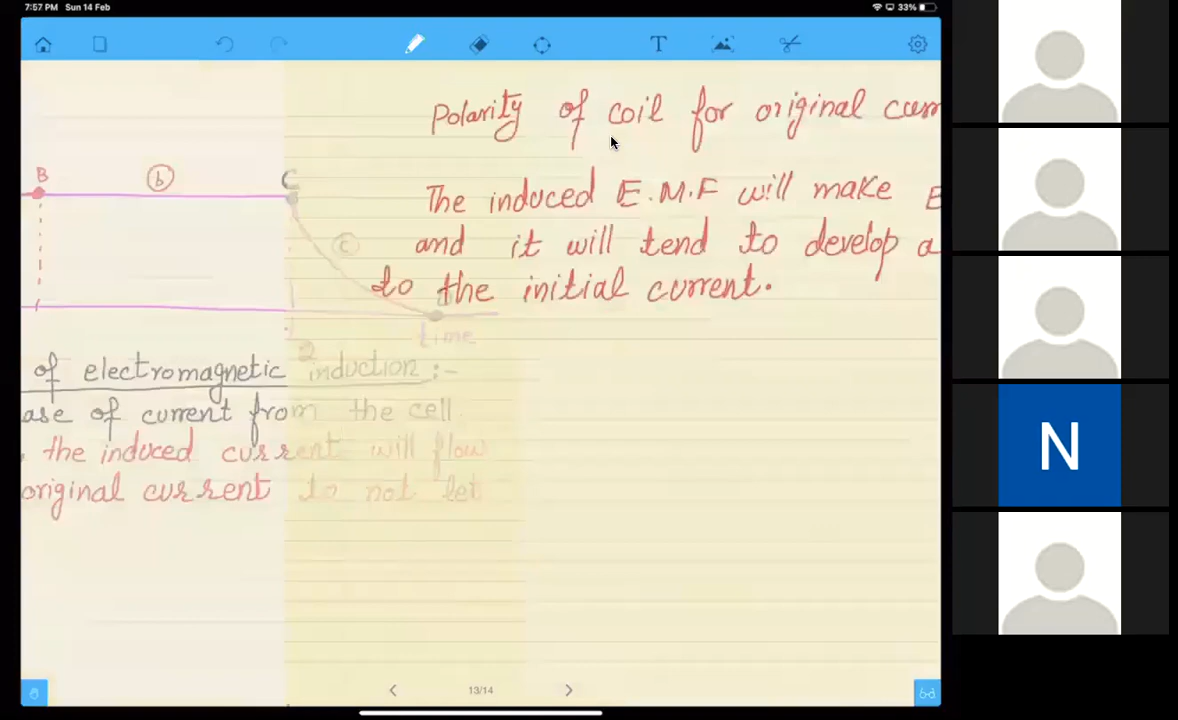 7:57 PM Sun 14 Feb
33%
T
Polarity of coil for original curr
B
b
C
The induced E.M.F will make E
and it will tend to develop a
c
to the initial current.
time
2
of electromagnetic induction :-
ase of current from the cell
the induced current will flow
original current to not let
N
13/14